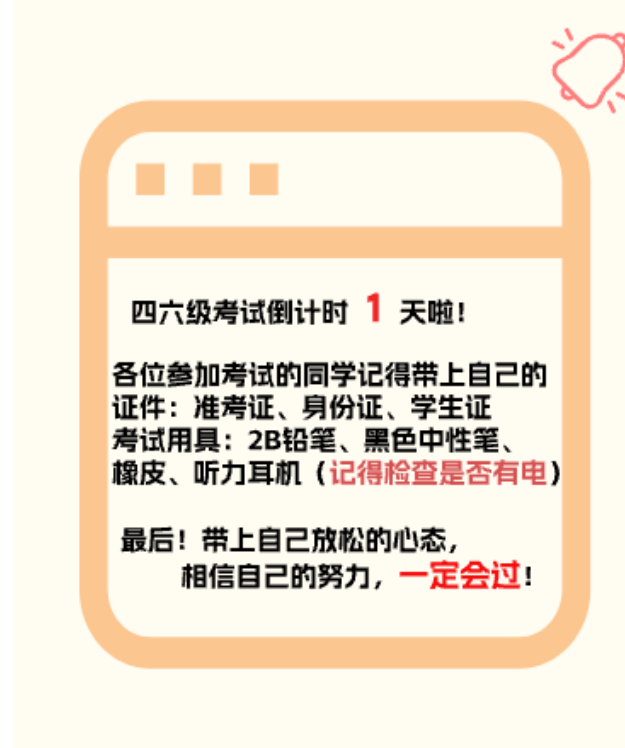 四六级考试倒计时 1 天啦！
各位参加考试的同学记得带上自己的
证件：准考证、身份证、学生证
考试用具：2B铅笔、黑色中性笔、
橡皮、听力耳机（记得检查是否有电）
最后！带上自己放松的心态，
相信自己的努力，一定会过！